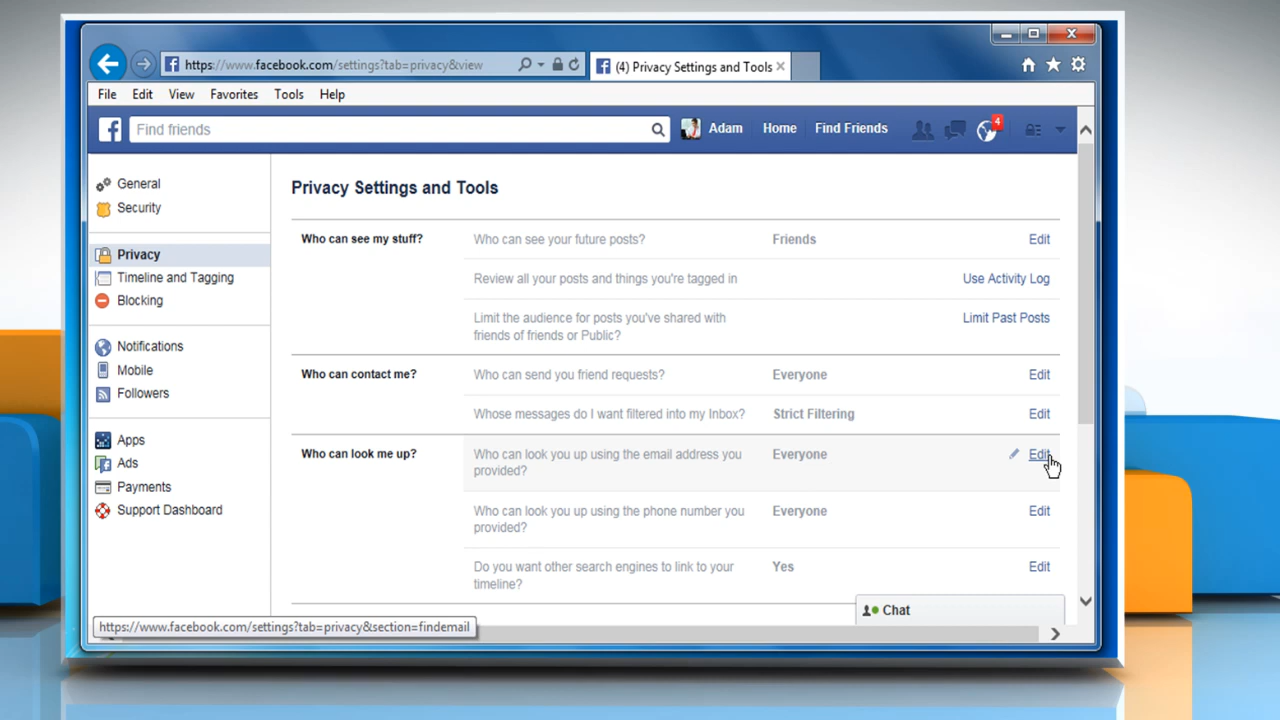 https://www.facebook.com/settings?tab=privacy&view
(4) Privacy Settings and Tools
File Edit View Favorites Tools Help
Find friends
Adam Home Find Friends
4
General
Security
Privacy
Timeline and Tagging
Blocking
Notifications
Mobile
Followers
Apps
Ads
Payments
Support Dashboard
Privacy Settings and Tools
Who can see my stuff? Who can see your future posts? Friends Edit
Review all your posts and things you're tagged in Use Activity Log
Limit the audience for posts you've shared with Limit Past Posts
friends of friends or Public?
Who can contact me? Who can send you friend requests? Everyone Edit
Whose messages do I want filtered into my Inbox? Strict Filtering Edit
Who can look me up? Who can look you up using the email address you Everyone Edit
provided?
Who can look you up using the phone number you Everyone Edit
provided?
Do you want other search engines to link to your Yes Edit
timeline?
Chat
https://www.facebook.com/settings?tab=privacy&section=findemail